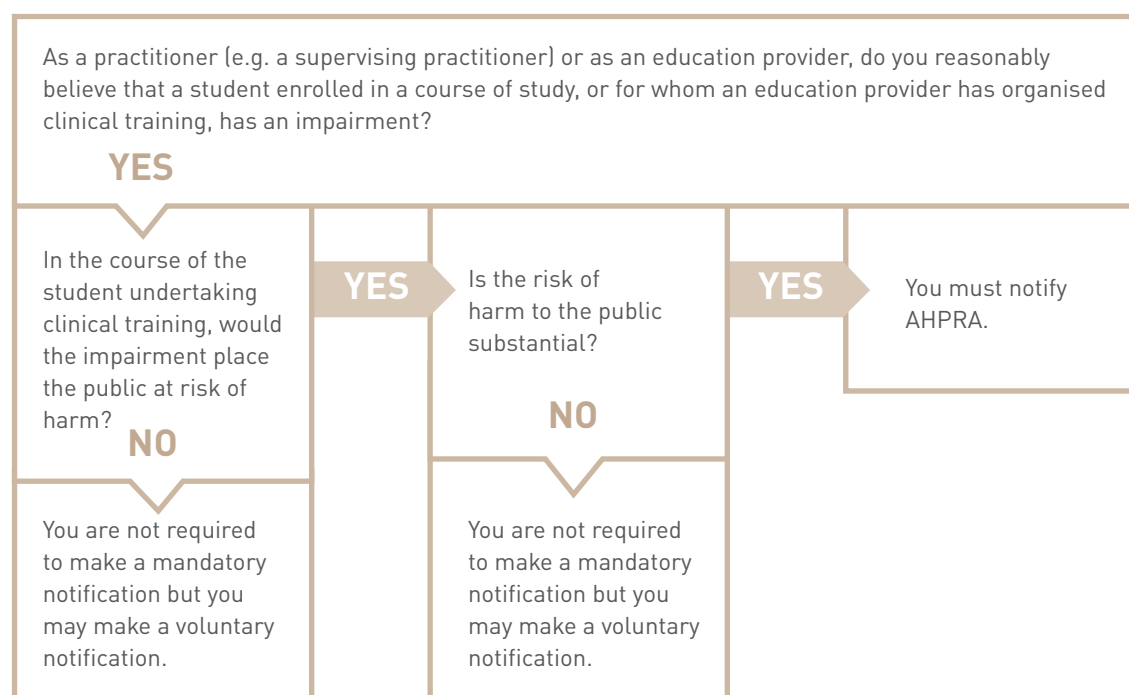 As a practitioner (e.g. a supervising practitioner) or as an education provider, do you reasonably
believe that a student enrolled in a course of study, or for whom an education provider has organised
clinical training, has an impairment?
YES
In the course of the
student undertaking
clinical training, would
the impairment place
the public at risk of
harm?
YES
Is the risk of
harm to the public
substantial?
YES
You must notify
AHPRA.
NO
NO
You are not required
to make a mandatory
notification but you
may make a voluntary
notification.
You are not required
to make a mandatory
notification but you
may make a voluntary
notification.